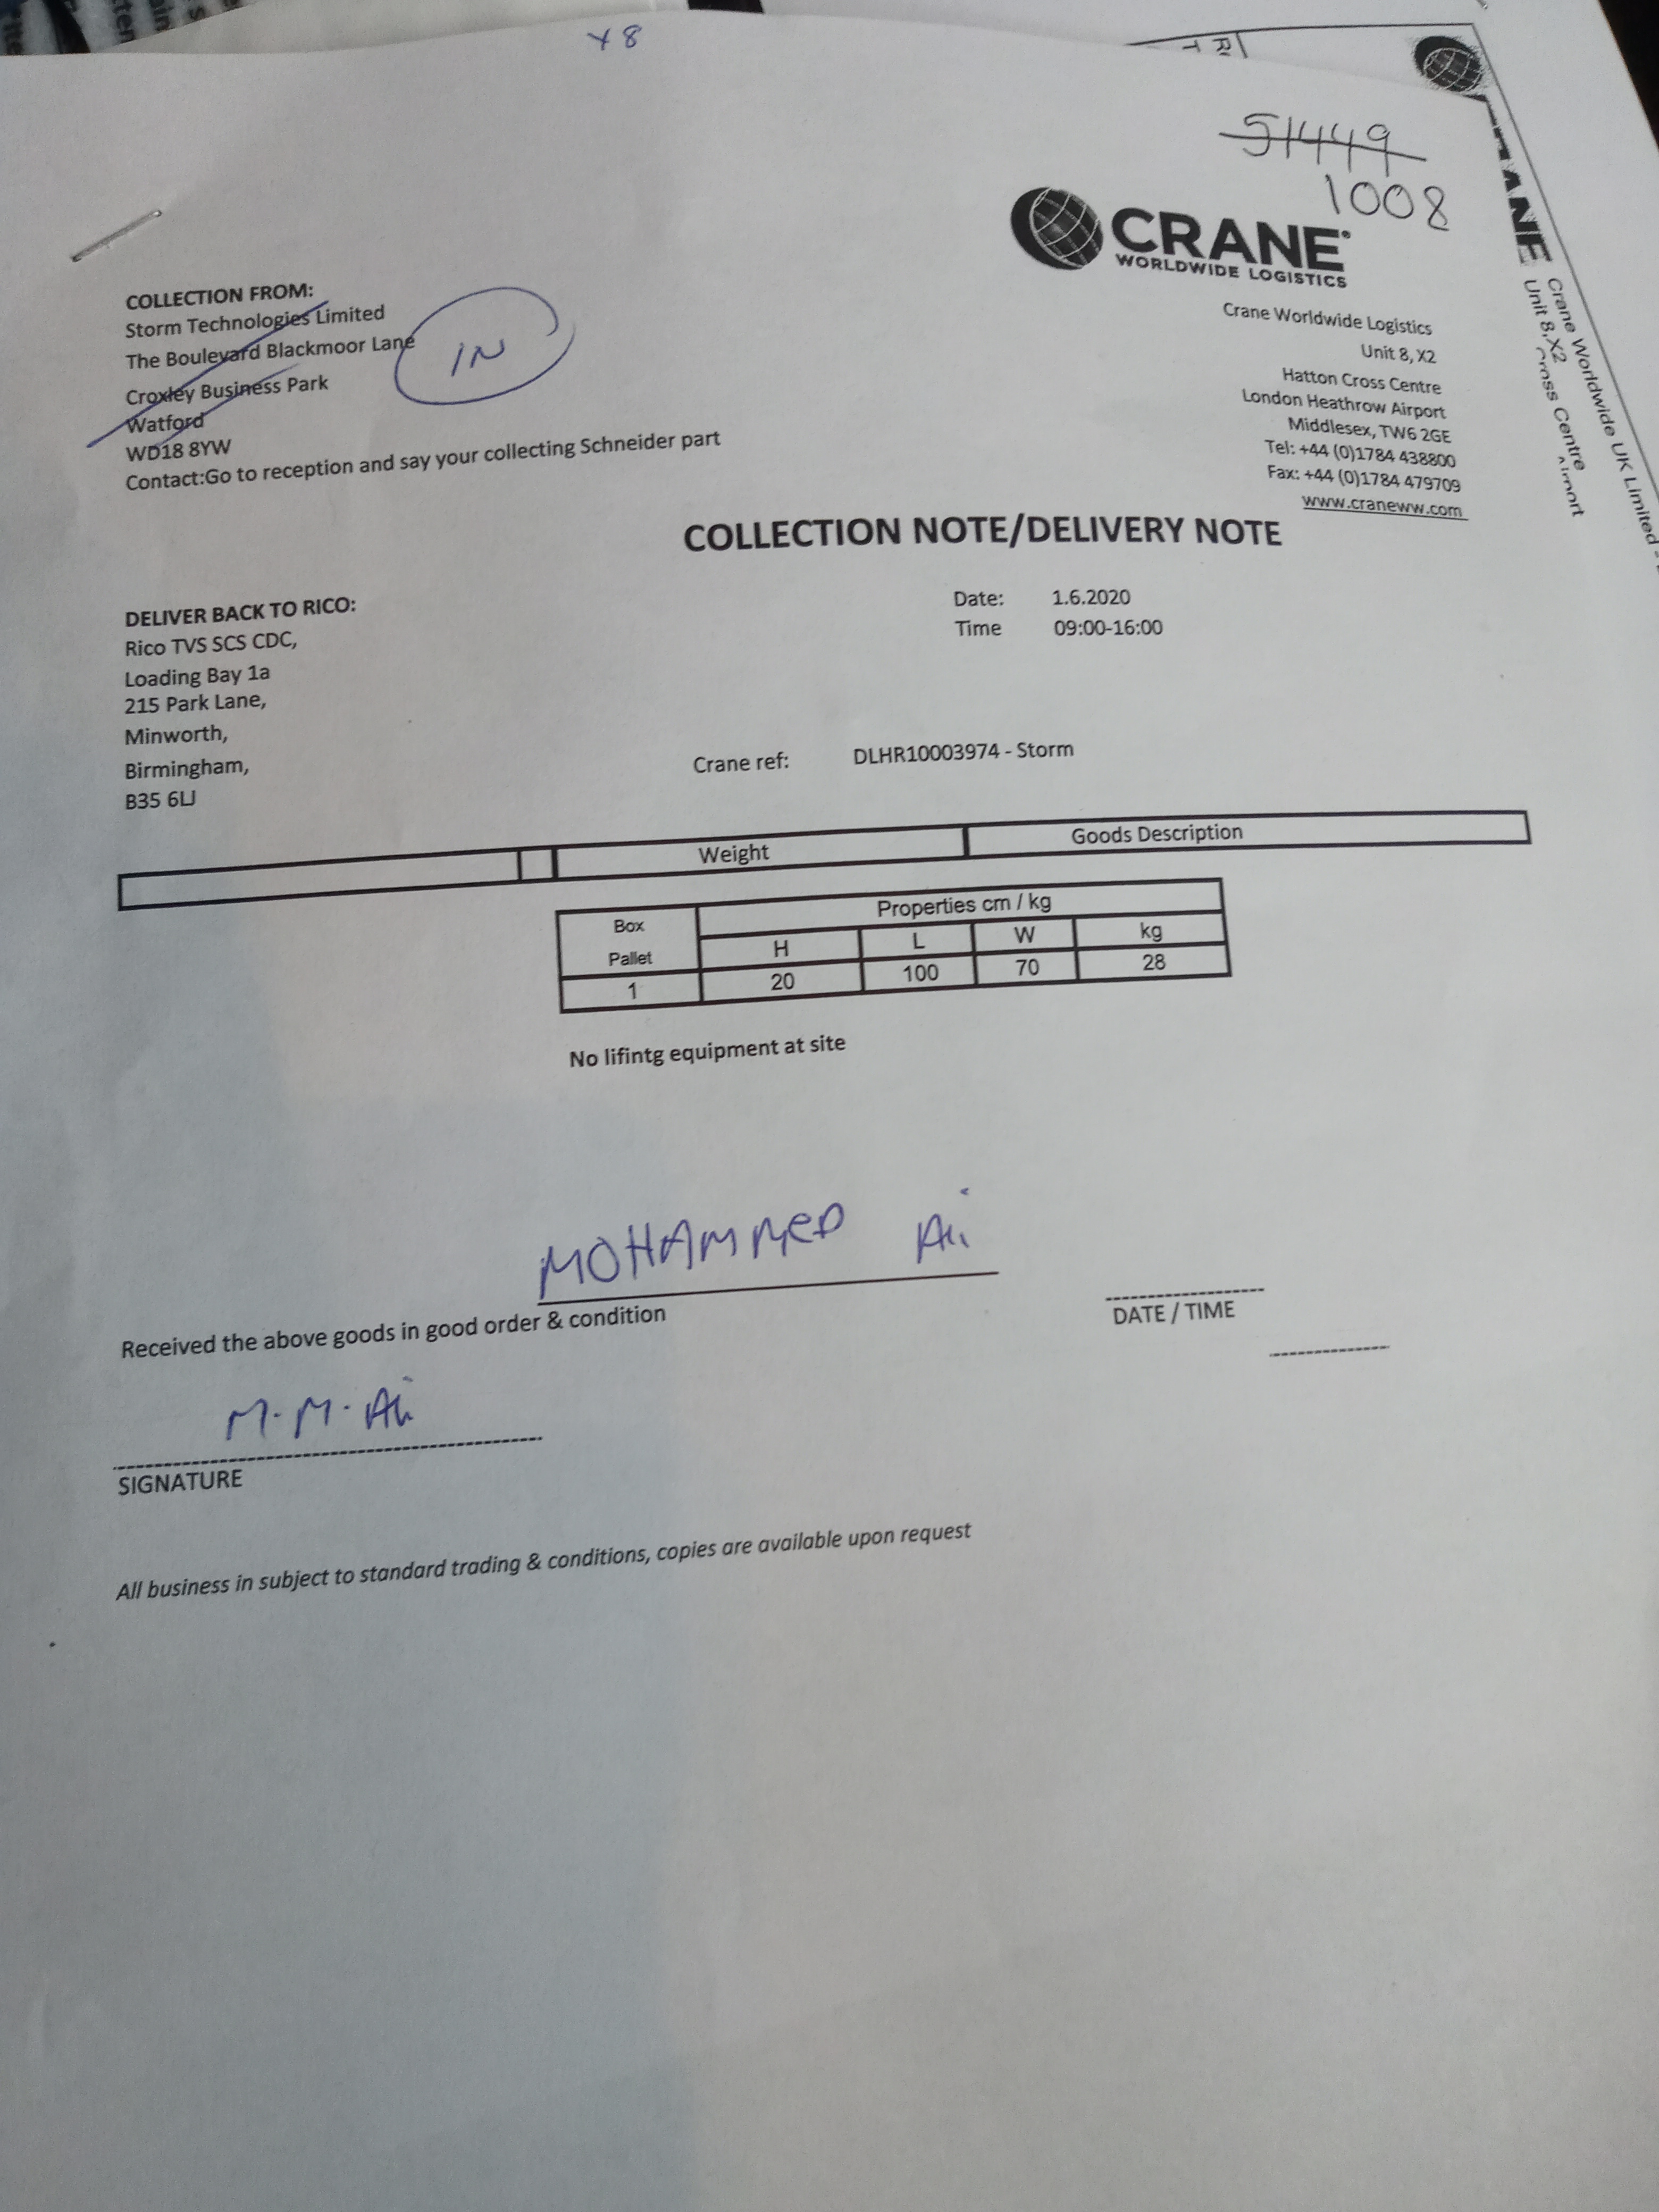 x 8
51449
1008
CRANE
WORLDWIDE LOGISTICS
COLLECTION FROM:
Storm Technologies Limited
The Boulevard Blackmoor Lane
Croxley Business Park
Watford
WD18 8YW
Contact:Go to reception and say your collecting Schneider part
IN
Crane Worldwide Logistics
Unit 8, X2
Hatton Cross Centre
London Heathrow Airport
Middlesex, TW6 2GE
Tel: +44 (0)1784 438800
Fax: +44 (0)1784 479709
www.craneww.com
COLLECTION NOTE/DELIVERY NOTE
DELIVER BACK TO RICO:
Rico TVS SCS CDC,
Loading Bay 1a
215 Park Lane,
Minworth,
Birmingham,
B35 6LJ
Date: 1.6.2020
Time 09:00-16:00
Crane ref: DLHR10003974 - Storm
Weight Goods Description
Box Pallet Properties cm / kg
H L W kg
1 20 100 70 28
No lifintg equipment at site
MOHAMMED Ali
Received the above goods in good order & condition
DATE / TIME
M. M. Ali
SIGNATURE
All business in subject to standard trading & conditions, copies are available upon request
Crane Worldwide UK Limited
Unit 8, X2
Cross Centre